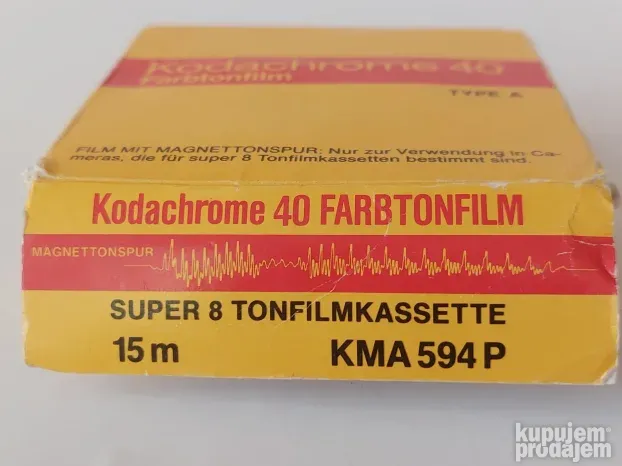 Kodachrome 40
Farbtonfilm
TYPE A
FILM MIT MAGNETTONSPUR: Nur zur Verwendung in Ca-
meras, die für super 8 Tonfilmkassetten bestimmt sind.
Kodachrome 40 FARBTONFILM
MAGNETTONSPUR
SUPER 8 TONFILMKASSETTE
15 m KMA 594 P
kupujem
prodajem